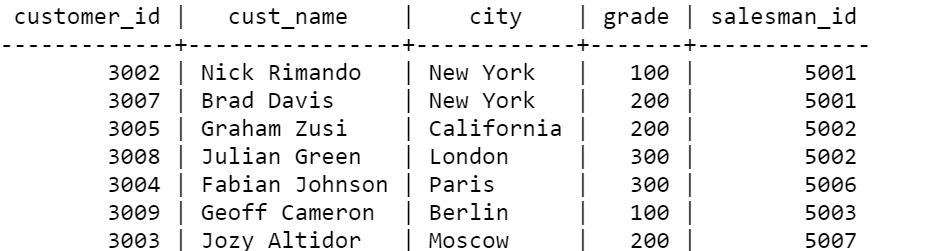 customer_id |   cust_name    |    city    | grade | salesman_id
-------------+----------------+------------+-------+-------------
        3002 | Nick Rimando   | New York   |   100 |        5001
        3007 | Brad Davis     | New York   |   200 |        5001
        3005 | Graham Zusi    | California |   200 |        5002
        3008 | Julian Green   | London     |   300 |        5002
        3004 | Fabian Johnson | Paris      |   300 |        5006
        3009 | Geoff Cameron  | Berlin     |   100 |        5003
        3003 | Jozy Altidor   | Moscow     |   200 |        5007